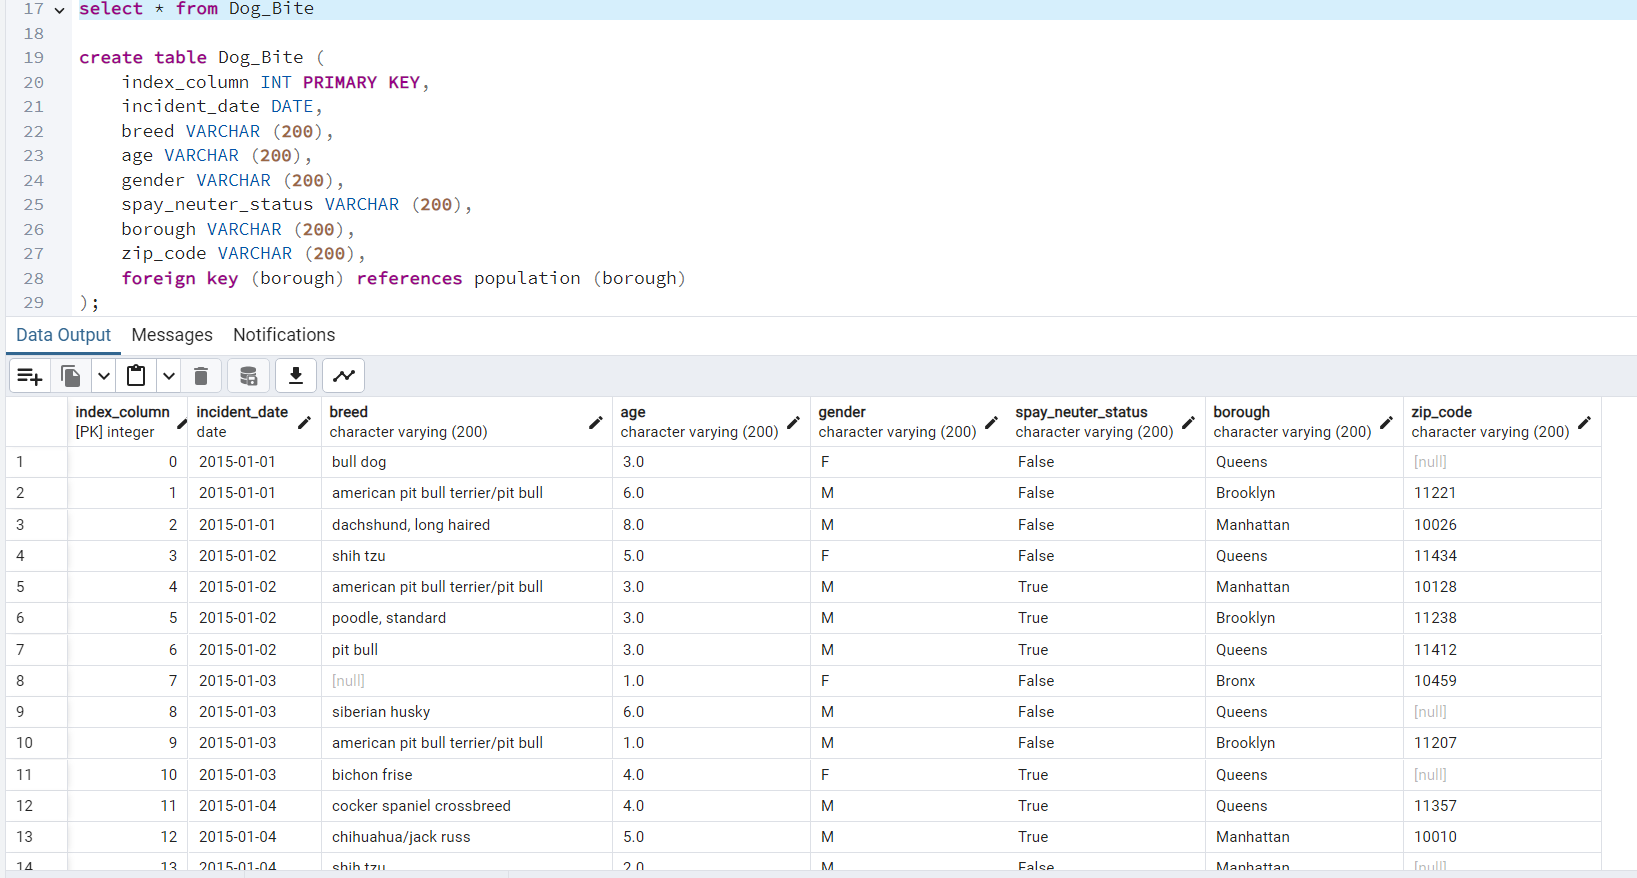 17 select * from Dog_Bite
18
19 create table Dog_Bite (
20 index_column INT PRIMARY KEY,
21 incident_date DATE,
22 breed VARCHAR (200),
23 age VARCHAR (200),
24 gender VARCHAR (200),
25 spay_neuter_status VARCHAR (200),
26 borough VARCHAR (200),
27 zip_code VARCHAR (200),
28 foreign key (borough) references population (borough)
29 );
Data Output Messages Notifications
index_column incident_date breed age gender spay_neuter_status borough zip_code
[PK] integer date character varying (200) character varying (200) character varying (200) character varying (200) character varying (200) character varying (200)
1 0 2015-01-01 bull dog 3.0 F False Queens [null]
2 1 2015-01-01 american pit bull terrier/pit bull 6.0 M False Brooklyn 11221
3 2 2015-01-01 dachshund, long haired 8.0 M False Manhattan 10026
4 3 2015-01-02 shih tzu 5.0 F False Queens 11434
5 4 2015-01-02 american pit bull terrier/pit bull 3.0 M True Manhattan 10128
6 5 2015-01-02 poodle, standard 3.0 M True Brooklyn 11238
7 6 2015-01-02 pit bull 3.0 M True Queens 11412
8 7 2015-01-03 [null] 1.0 F False Bronx 10459
9 8 2015-01-03 siberian husky 6.0 M False Queens [null]
10 9 2015-01-03 american pit bull terrier/pit bull 1.0 M False Brooklyn 11207
11 10 2015-01-03 bichon frise 4.0 F True Queens [null]
12 11 2015-01-04 cocker spaniel crossbreed 4.0 M True Queens 11357
13 12 2015-01-04 chihuahua/jack russ 5.0 M True Manhattan 10010
14 13 2015-01-04 shih tzu 2.0 M False Manhattan [null]